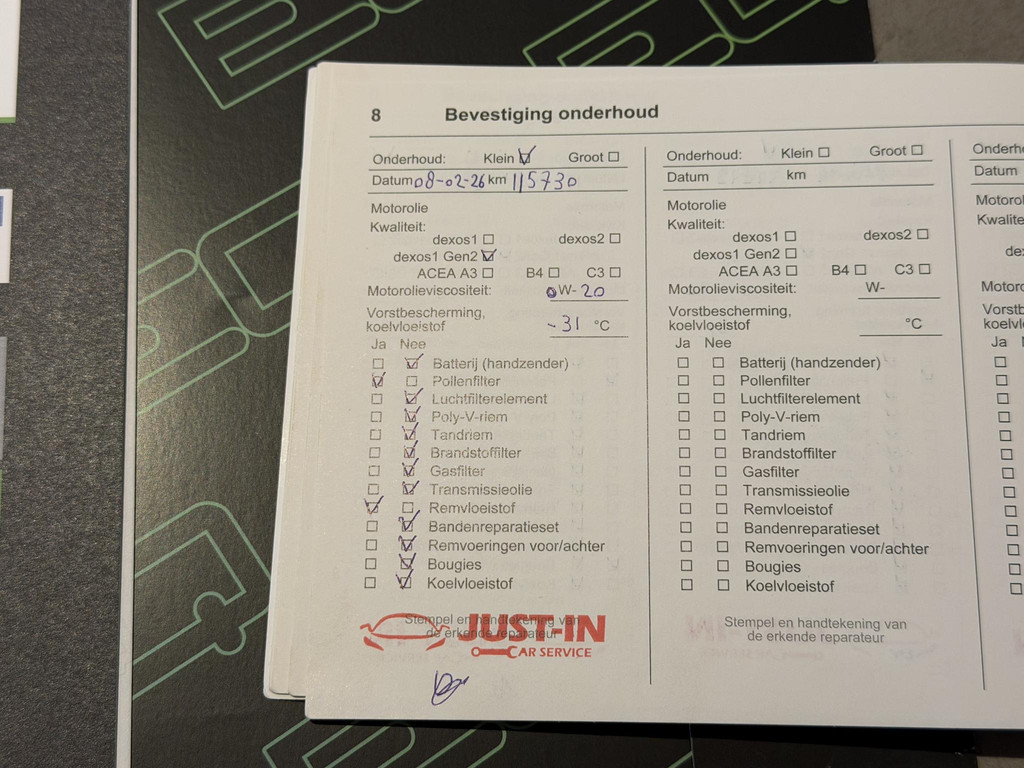 8 Bevestiging onderhoud
Onderhoud: Klein Groot
Datum 08-02-26 km 115730
Motorolie
Kwaliteit:
dexos1 dexos2
dexos1 Gen2
ACEA A3 B4 C3
Motorolieviscositeit: 0W-20
Vorstbescherming,
koelvloeistof -31 °C
Ja Nee
Batterij (handzender)
Pollenfilter
Luchtfilterelement
Poly-V-riem
Tandriem
Brandstoffilter
Gasfilter
Transmissieolie
Remvloeistof
Bandenreparatieset
Remvoeringen voor/achter
Bougies
Koelvloeistof
Stempel en handtekening van
de erkende reparateur
JUST-IN
CAR SERVICE
Onderhoud: Klein Groot
Datum km
Motorolie
Kwaliteit:
dexos1 dexos2
dexos1 Gen2
ACEA A3 B4 C3
Motorolieviscositeit: W-
Vorstbescherming,
koelvloeistof °C
Ja Nee
Batterij (handzender)
Pollenfilter
Luchtfilterelement
Poly-V-riem
Tandriem
Brandstoffilter
Gasfilter
Transmissieolie
Remvloeistof
Bandenreparatieset
Remvoeringen voor/achter
Bougies
Koelvloeistof
Stempel en handtekening van
de erkende reparateur
Datum
Ja